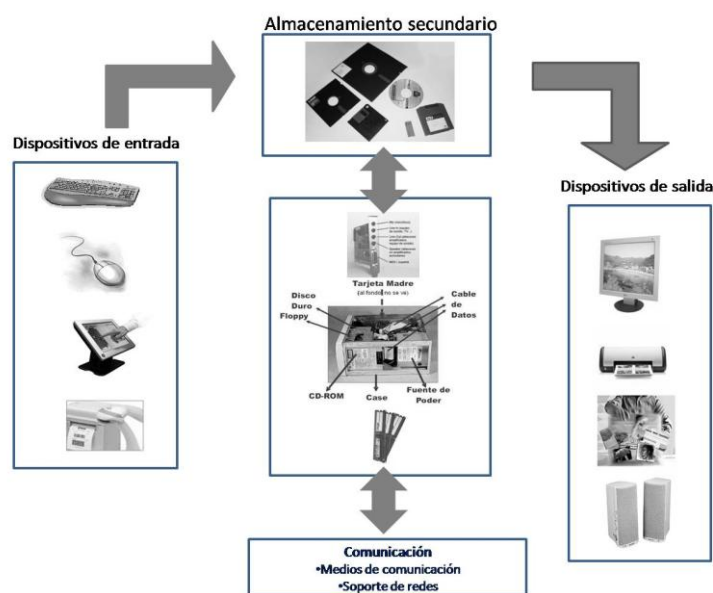 Almacenamiento secundario
Dispositivos de entrada
Dispositivos de salida
Tarjeta Madre
(al fondo, no se ve)
Disco
Duro
Floppy
Cable
de
Datos
CD-ROM
Case
Fuente de
Poder
Comunicación
•Medios de comunicación
•Soporte de redes